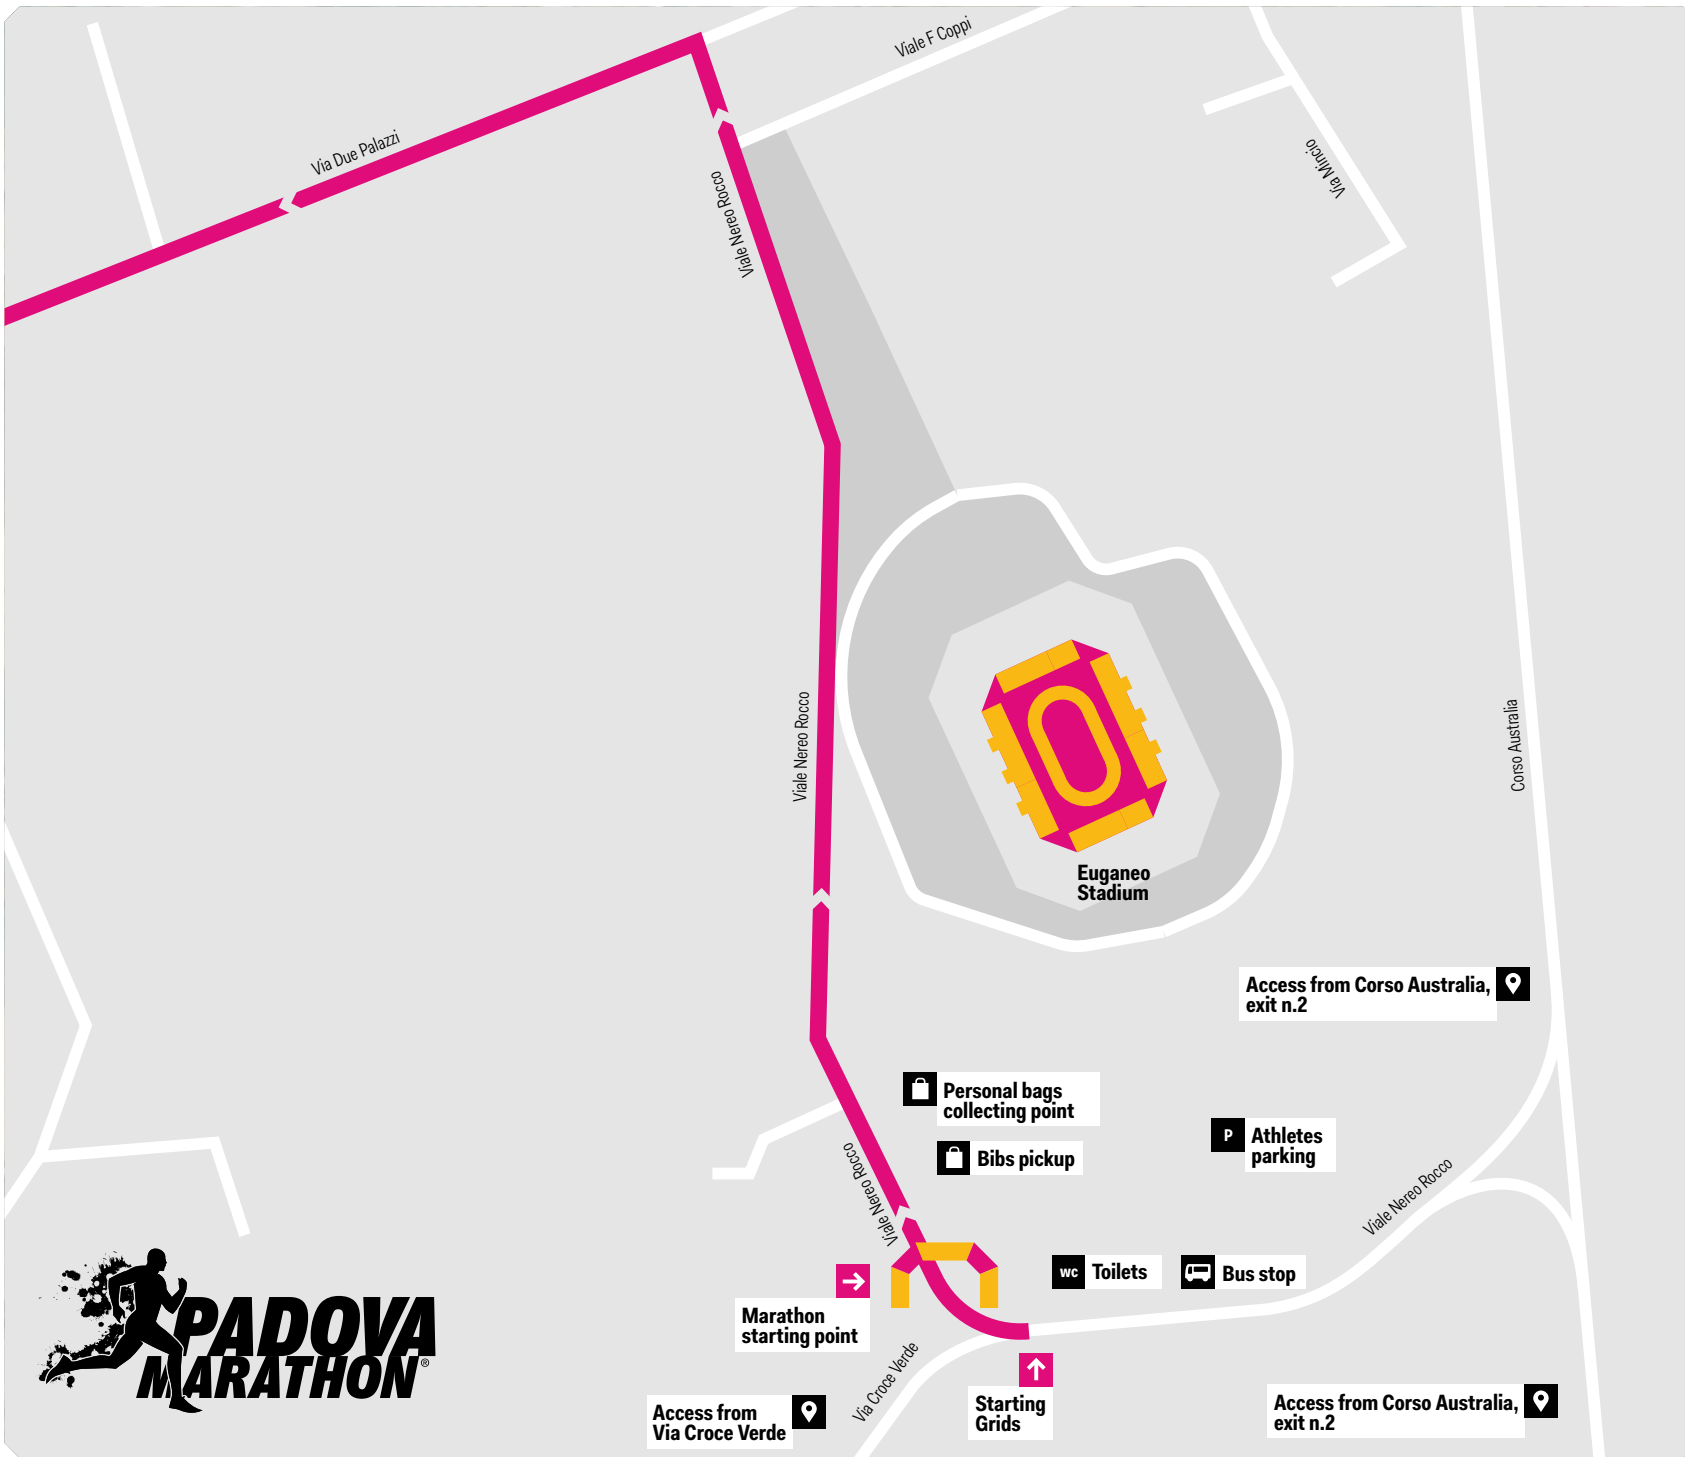 Viale F Coppi
Via Due Palazzi
Via Mincio
Viale Nereo Rocco
Viale Nereo Rocco
Corso Australia
Euganeo
Stadium
Access from Corso Australia,
exit n.2
Personal bags
collecting point
P
Athletes
parking
Bibs pickup
Viale Nereo Rocco
Viale Nereo Rocco
wc
Toilets
Bus stop
Marathon
starting point
PADOVA
MARATHON®
Via Croce Verde
Starting
Grids
Access from
Via Croce Verde
Access from Corso Australia,
exit n.2